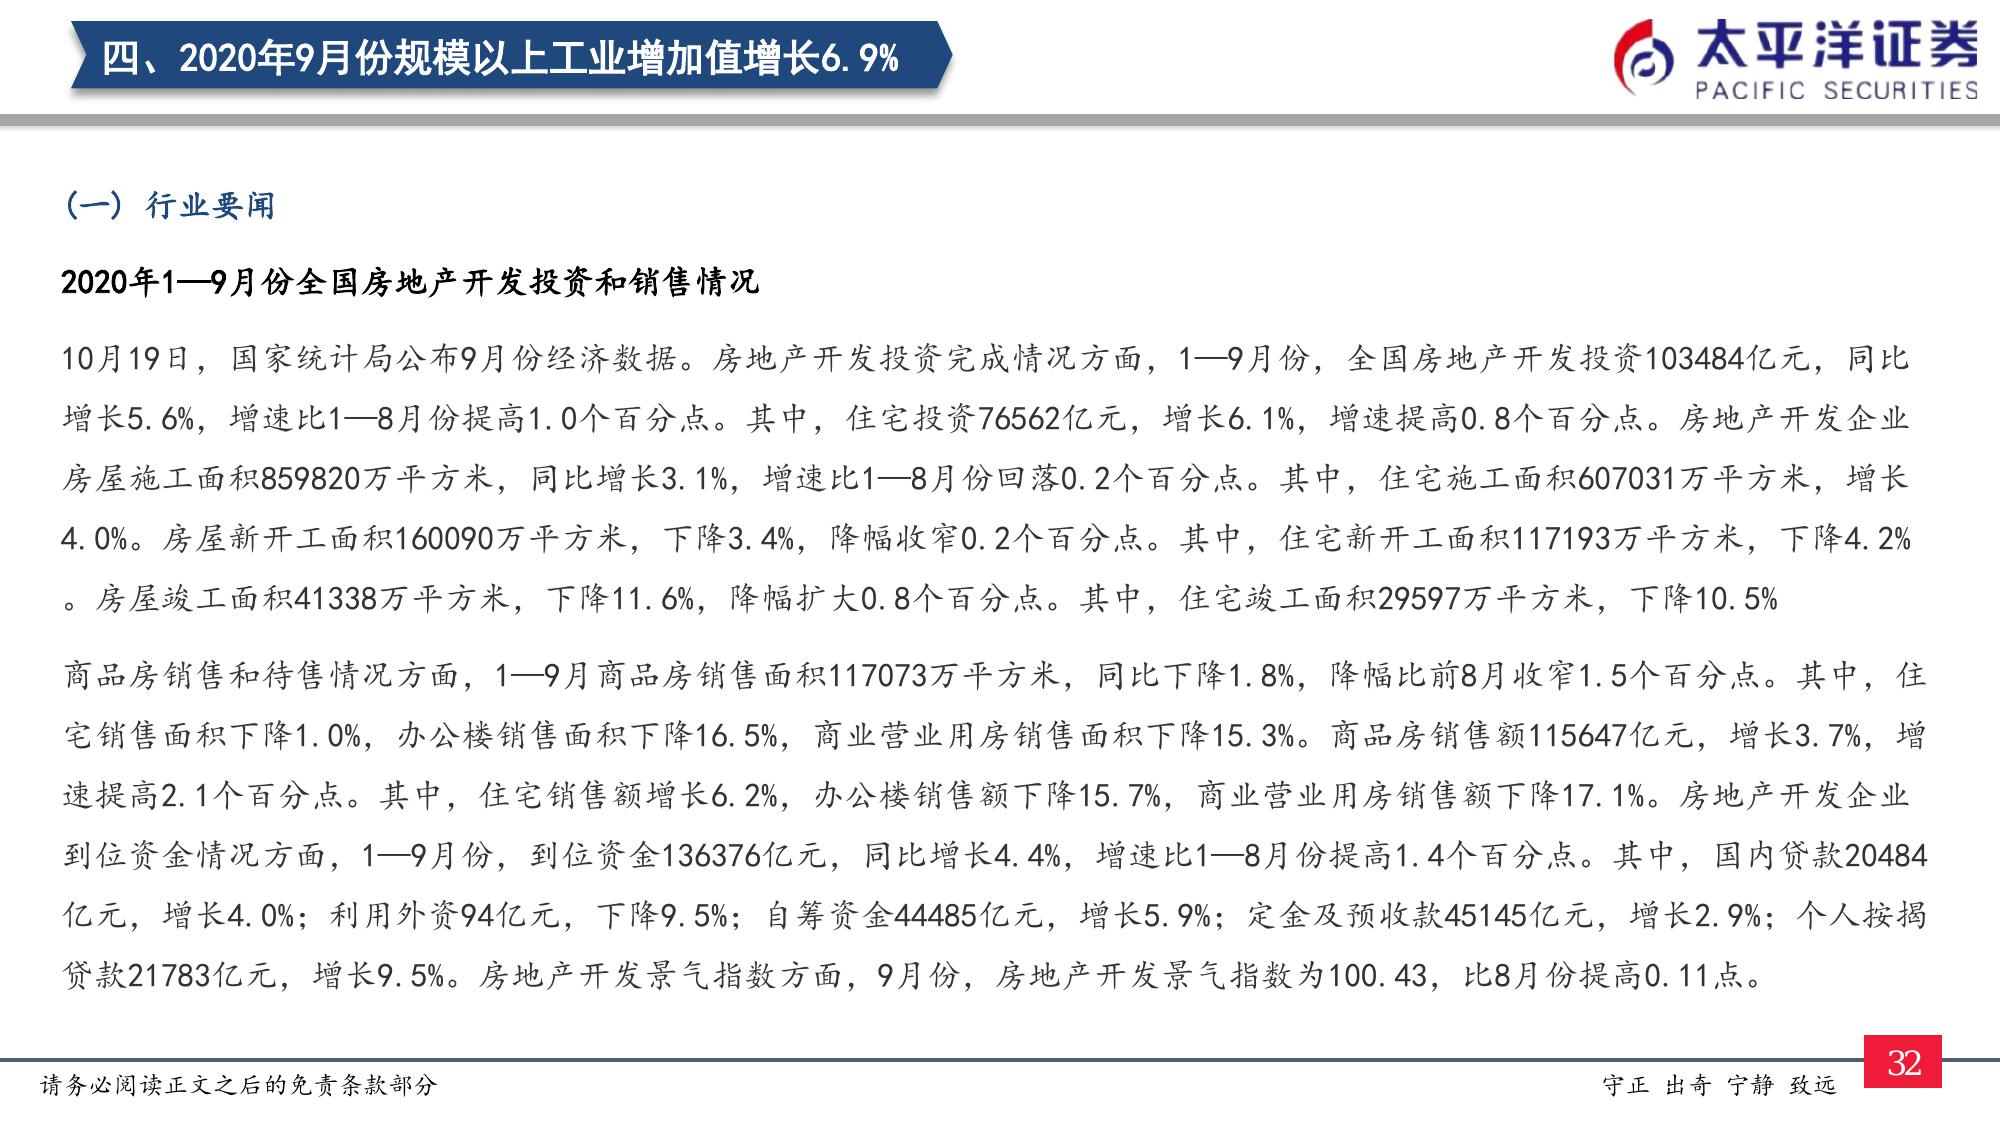 四、2020年9月份规模以上工业增加值增长6.9%
太平洋证券
PACIFIC SECURITIES
(一) 行业要闻
2020年1—9月份全国房地产开发投资和销售情况
10月19日，国家统计局公布9月份经济数据。房地产开发投资完成情况方面，1—9月份，全国房地产开发投资103484亿元，同比
增长5.6%，增速比1—8月份提高1.0个百分点。其中，住宅投资76562亿元，增长6.1%，增速提高0.8个百分点。房地产开发企业
房屋施工面积859820万平方米，同比增长3.1%，增速比1—8月份回落0.2个百分点。其中，住宅施工面积607031万平方米，增长
4.0%。房屋新开工面积160090万平方米，下降3.4%，降幅收窄0.2个百分点。其中，住宅新开工面积117193万平方米，下降4.2%
。房屋竣工面积41338万平方米，下降11.6%，降幅扩大0.8个百分点。其中，住宅竣工面积29597万平方米，下降10.5%
商品房销售和待售情况方面，1—9月商品房销售面积117073万平方米，同比下降1.8%，降幅比前8月收窄1.5个百分点。其中，住
宅销售面积下降1.0%，办公楼销售面积下降16.5%，商业营业用房销售面积下降15.3%。商品房销售额115647亿元，增长3.7%，增
速提高2.1个百分点。其中，住宅销售额增长6.2%，办公楼销售额下降15.7%，商业营业用房销售额下降17.1%。房地产开发企业
到位资金情况方面，1—9月份，到位资金136376亿元，同比增长4.4%，增速比1—8月份提高1.4个百分点。其中，国内贷款20484
亿元，增长4.0%；利用外资94亿元，下降9.5%；自筹资金44485亿元，增长5.9%；定金及预收款45145亿元，增长2.9%；个人按揭
贷款21783亿元，增长9.5%。房地产开发景气指数方面，9月份，房地产开发景气指数为100.43，比8月份提高0.11点。
请务必阅读正文之后的免责条款部分
守正 出奇 宁静 致远
32